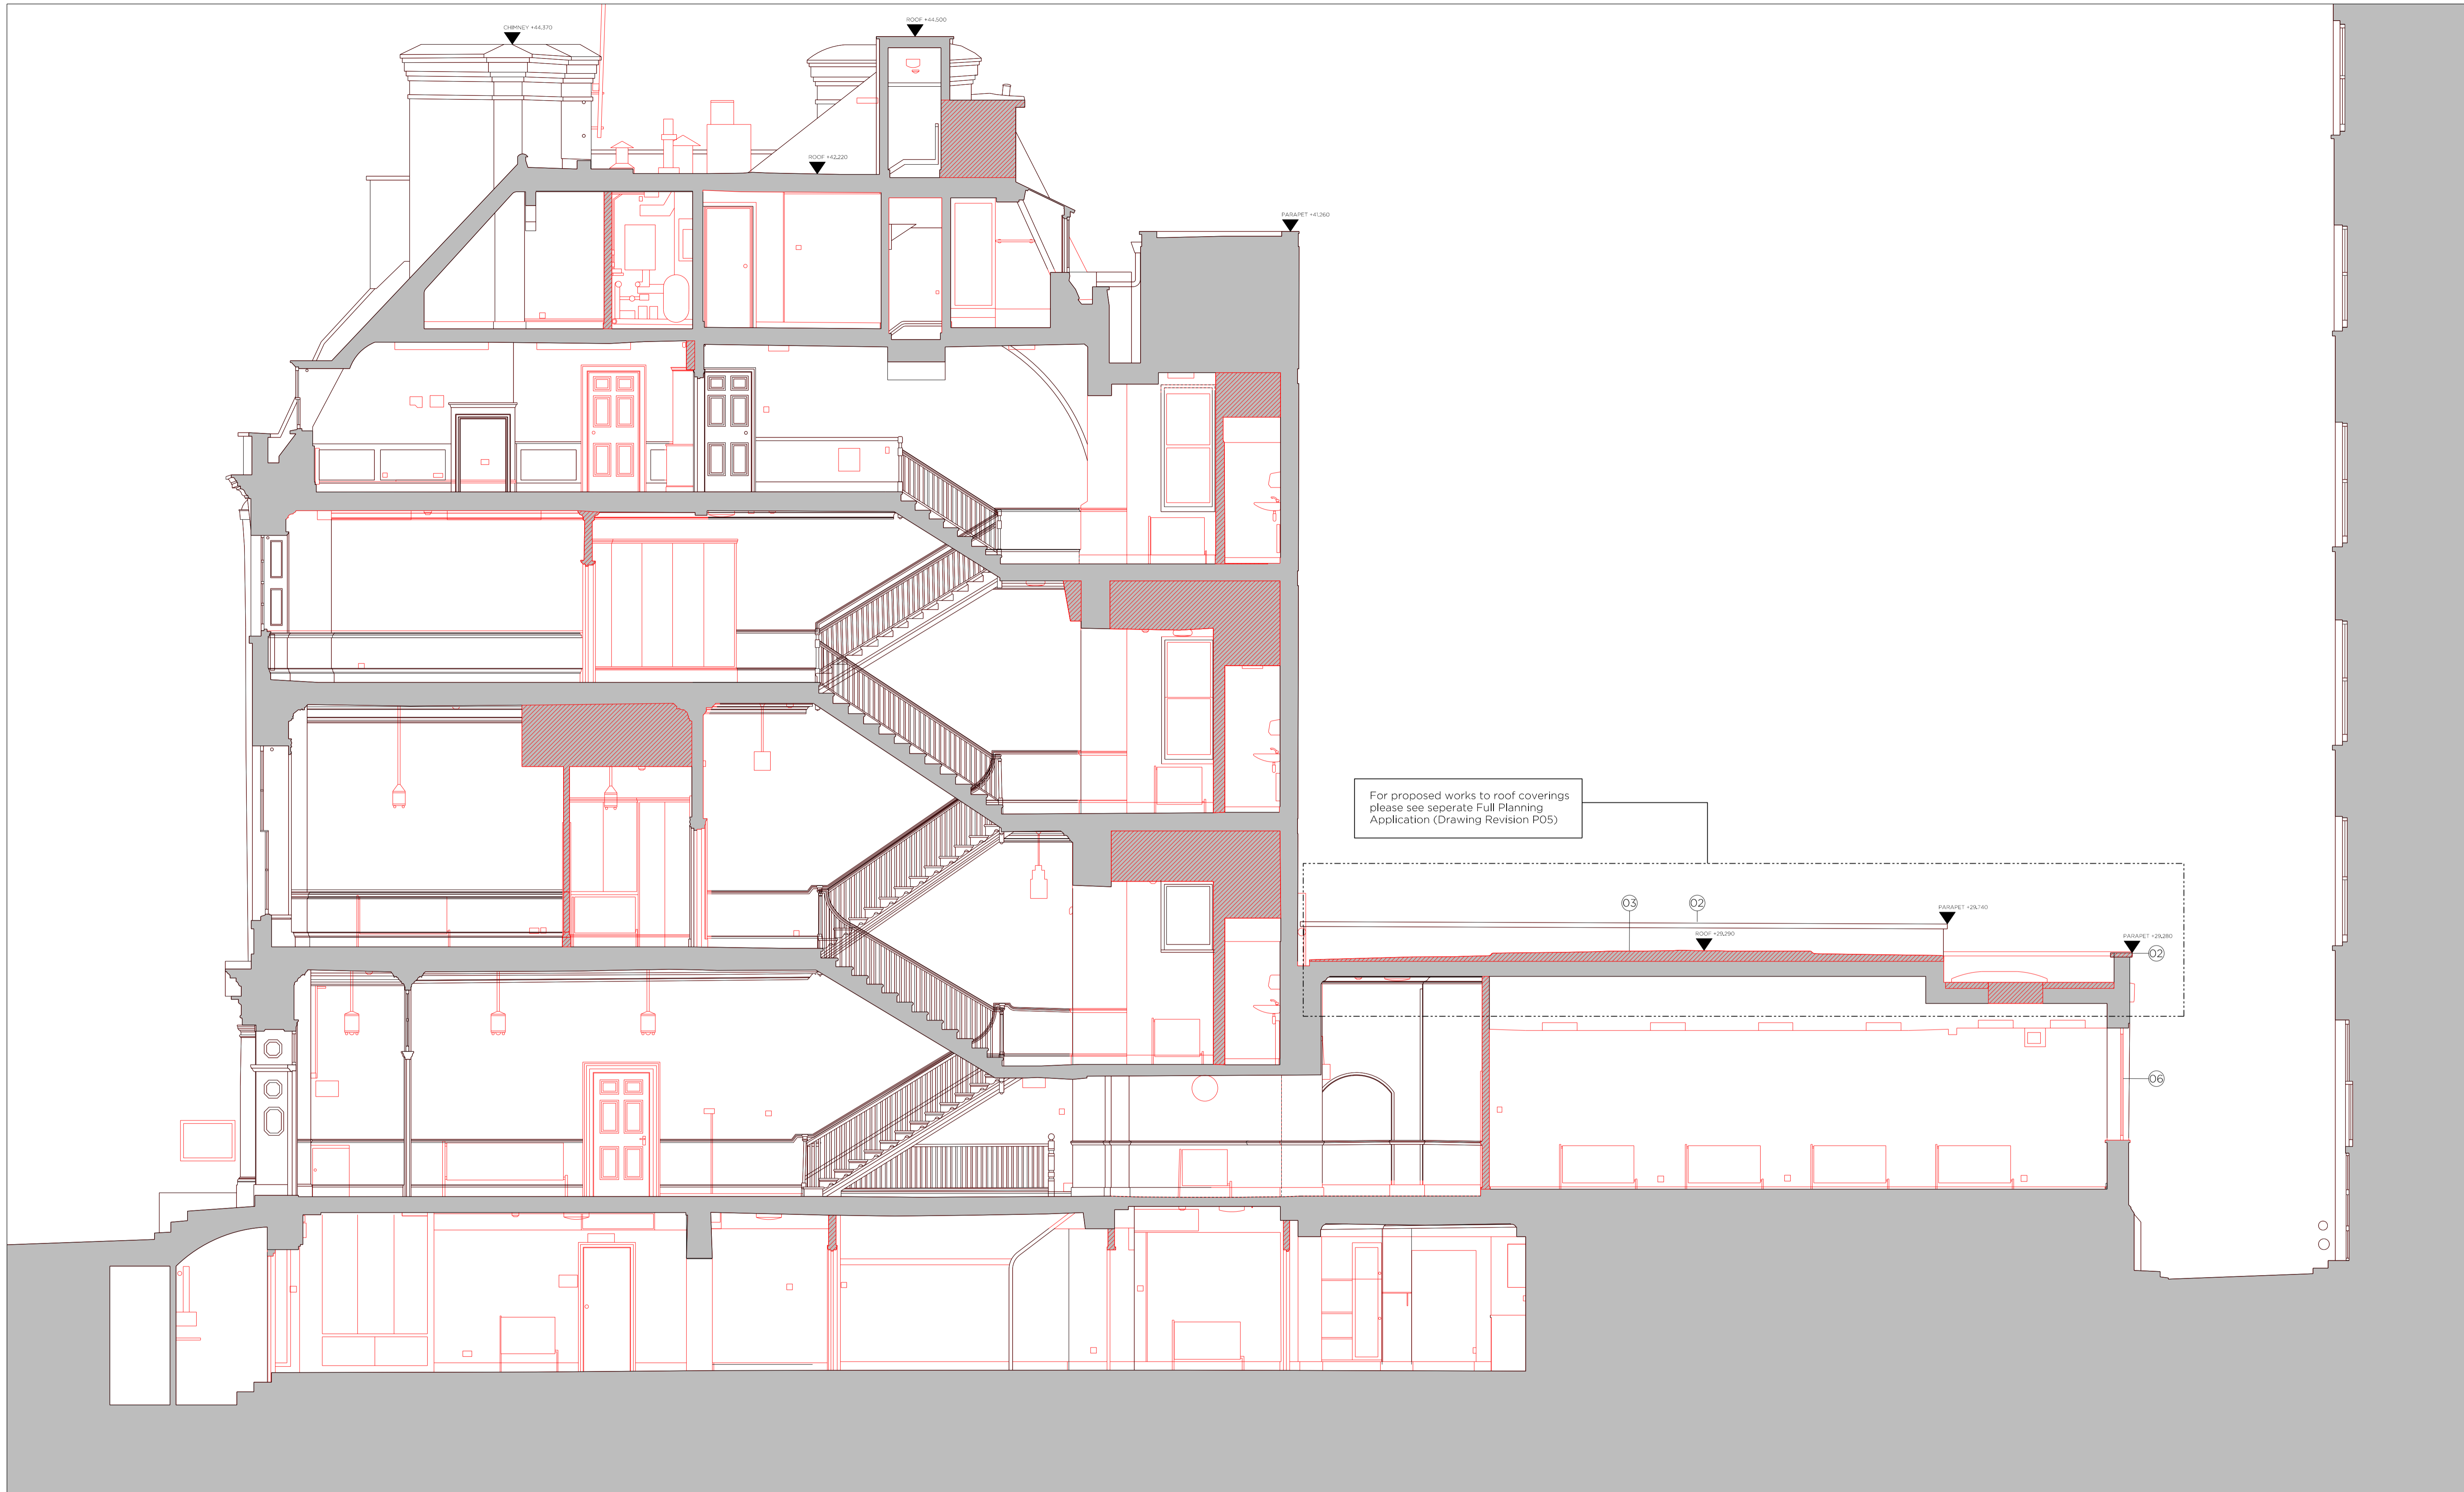 CHIMNEY +44,370
ROOF +44,500
ROOF +42,220
PARAPET +41,260
For proposed works to roof coverings
please see seperate Full Planning
Application (Drawing Revision P05)
03
02
PARAPET +29,740
ROOF +29,290
PARAPET +29,280
02
06